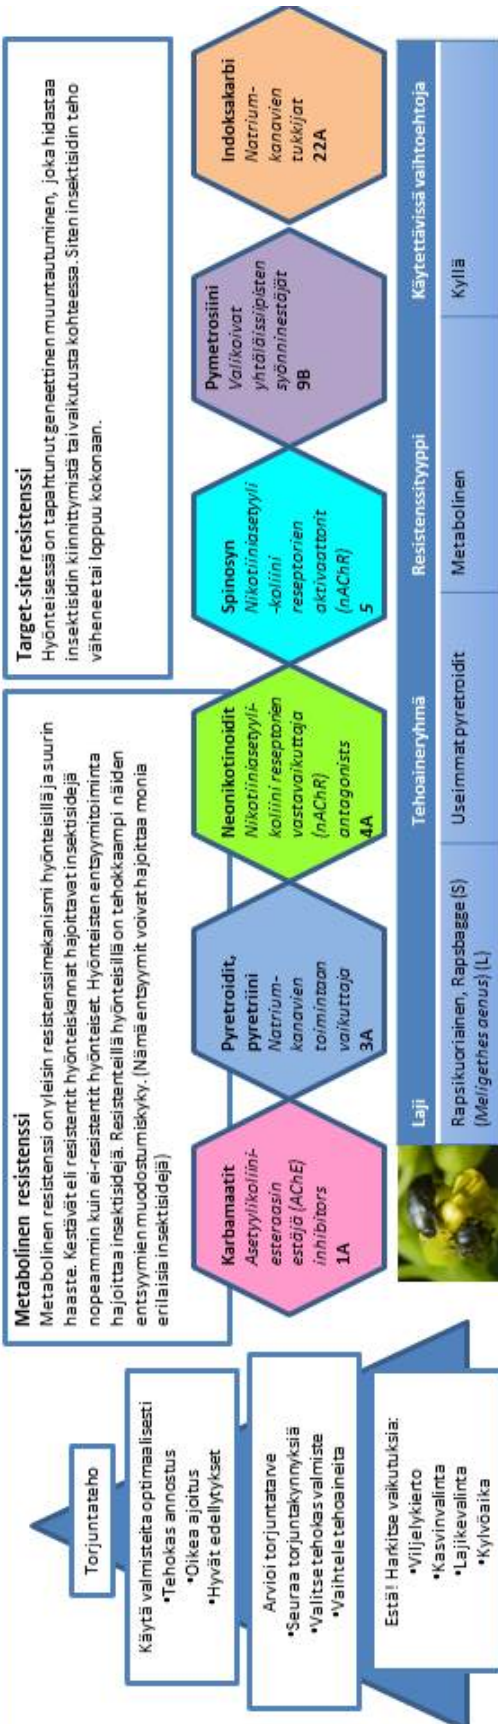 Torjuntateho
Käytä valmisteita optimaalisesti
•Tehokas annostus
•Oikea ajoitus
•Hyvät edellytykset
Arvioi torjuntatarve
•Seuraa torjuntakynnyksiä
•Valitse tehokas valmiste
•Vaihtele tehoaineita
Estä! Harkitse vaikutuksia:
•Viljelykierto
•Kasvinvalinta
•Lajikevalinta
•Kylvöaika
Metabolinen resistenssi
Metabolinen resistenssi on yleisin resistenssimekanismi hyönteisillä ja suurin
haaste. Kestävät eli resistentit hyönteiskannat hajoittavat insektisidejä
nopeammin kuin ei-resistentit hyönteiset. Hyönteisten entsyymitoiminta
hajoittaa insektisidejä. Resistenteillä hyönteisillä on tehokkaampi näiden
entsyymien muodostumiskyky. (Nämä entsyymit voivat hajoittaa monia
erilaisia insektisidejä)
Target-site resistenssi
Hyönteisessä on tapahtunut geneettinen muuntautuminen, joka hidastaa
insektisidin kiinnittymistä tai vaikutusta kohteessa. Siten insektisidin teho
vähenee tai loppuu kokonaan.
Karbamaatit
Asetyylikoliini-
esteraasin
estäjä (AChE)
inhibitors
1A
Pyretroidit,
pyretriini
Natrium-
kanavien
toimintaan
vaikuttaja
3A
Neonikotinoidit
Nikotiiniasetyyli-
koliini reseptorien
vastavaikuttaja
(nAChR)
antagonists
4A
Spinosyn
Nikotiiniasetyyli
-koliini
reseptorien
aktivaattorit
(nAChR)
5
Pymetrosiini
Valikoivat
yhtäläissiipisten
syönninestäjät
9B
Indoksakarbi
Natrium-
kanavien
tukkijat
22A
Laji Tehoaineryhmä Resistenssityyppi Käytettävissä vaihtoehtoja
Rapsikuoriainen, Rapsbagge (S) Useimmat pyretroidit Metabolinen Kyllä
(Meligethes aenus) (L)